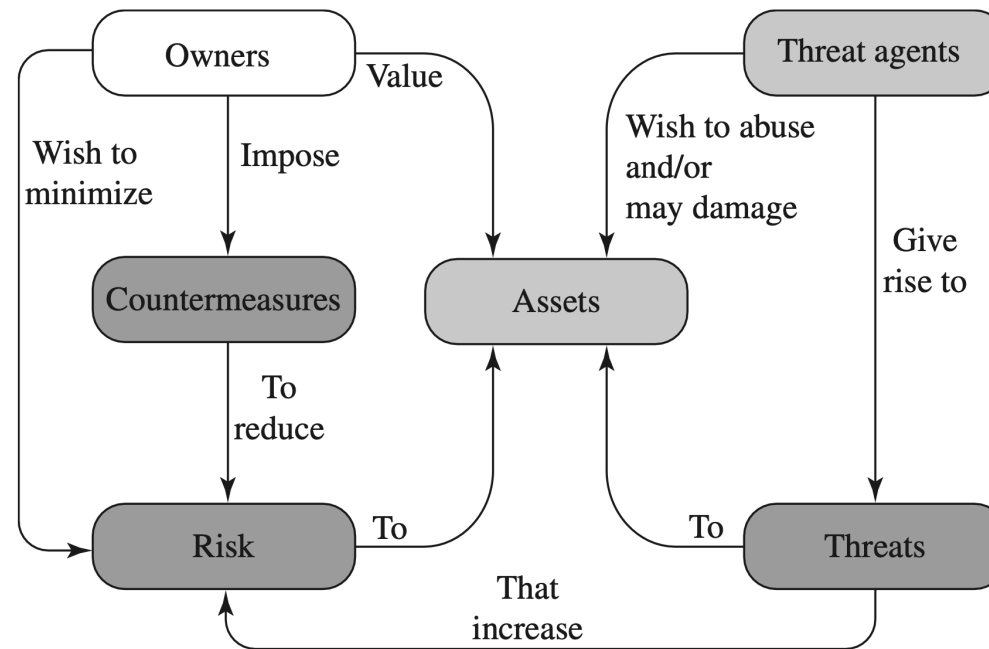 Owners
Threat agents
Value
Wish to
minimize
Impose
Wish to abuse
and/or
may damage
Give
rise to
Countermeasures
Assets
To
reduce
Risk
To
To
Threats
That
increase